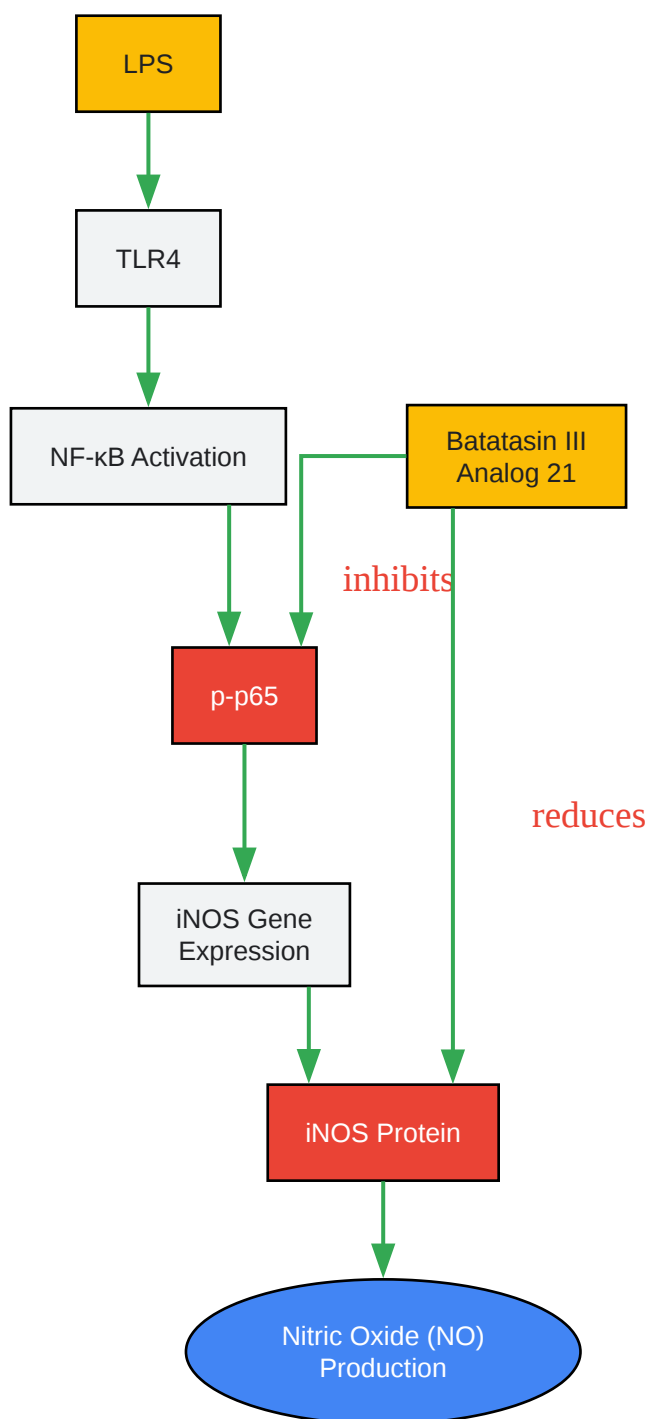 LPS
TLR4
NF-κB Activation
Batatasin III
Analog 21
inhibits
p-p65
reduces
iNOS Gene
Expression
iNOS Protein
Nitric Oxide (NO)
Production